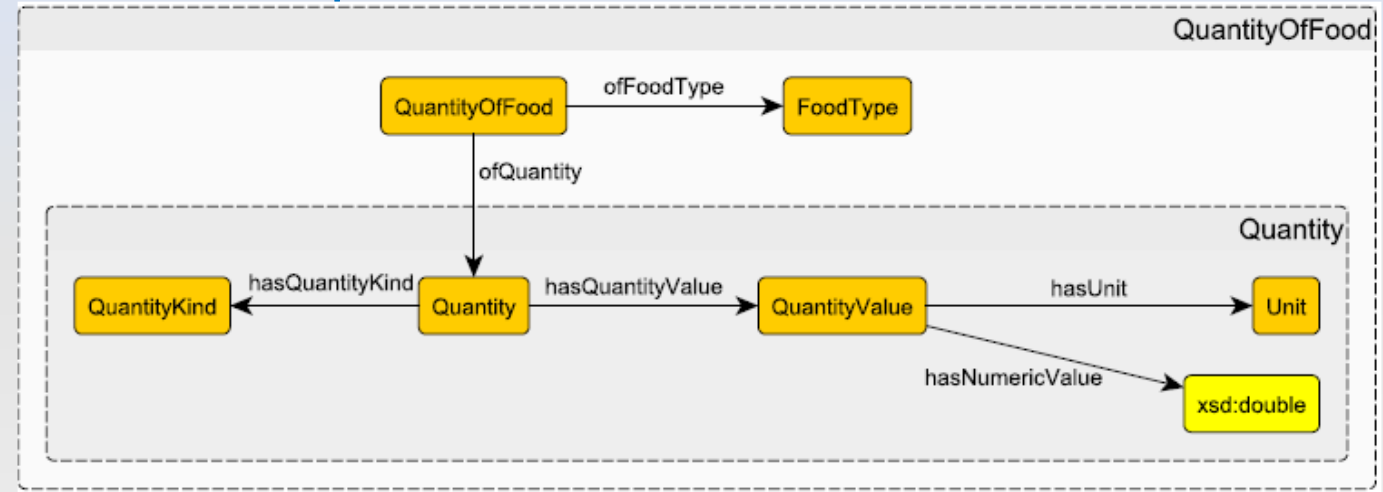 QuantityOfFood
QuantityOfFood
ofFoodType
FoodType
ofQuantity
Quantity
QuantityKind
hasQuantityKind
Quantity
hasQuantityValue
QuantityValue
hasUnit
Unit
hasNumericValue
xsd:double